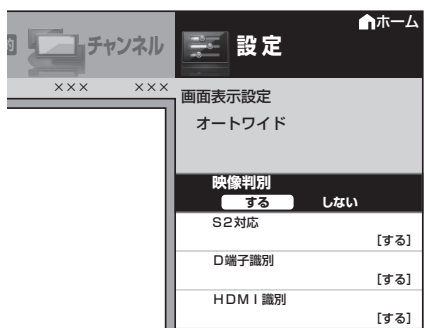 的
チャンネル
設定
ホーム
××× ×××
画面表示設定
オートワイド
映像判別
する しない
S2対応
[する]
D端子識別
[する]
HDMI識別
[する]